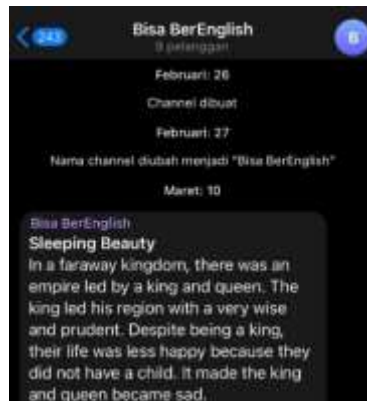 243
Bisa BerEnglish
9 pelanggan
B
Februari: 26
Channel dibuat
Februari: 27
Nama channel diubah menjadi "Bisa BerEnglish"
Maret: 10
Bisa BerEnglish
Sleeping Beauty
In a faraway kingdom, there was an
empire led by a king and queen. The
king led his region with a very wise
and prudent. Despite being a king,
their life was less happy because they
did not have a child. It made the king
and queen became sad.